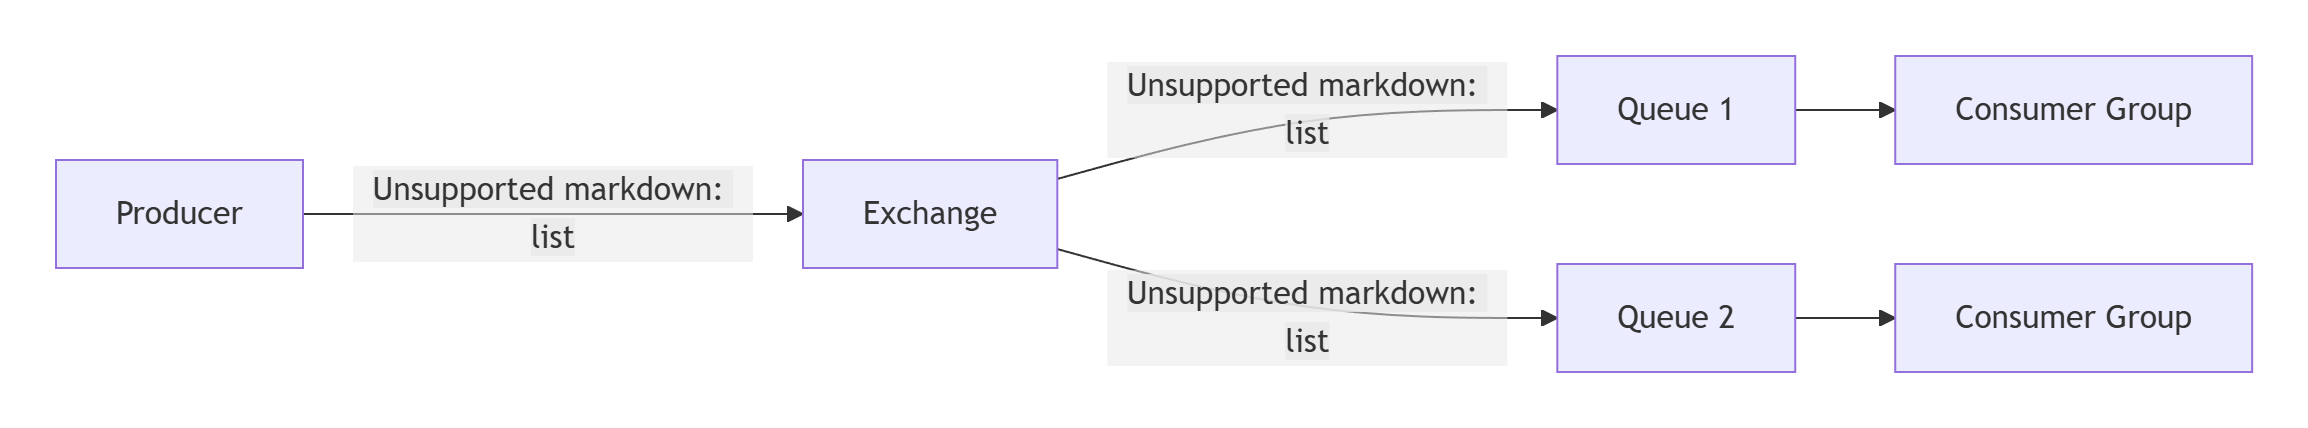 Producer
Unsupported markdown:
list
Exchange
Unsupported markdown:
list
Queue 1
Consumer Group
Unsupported markdown:
list
Queue 2
Consumer Group